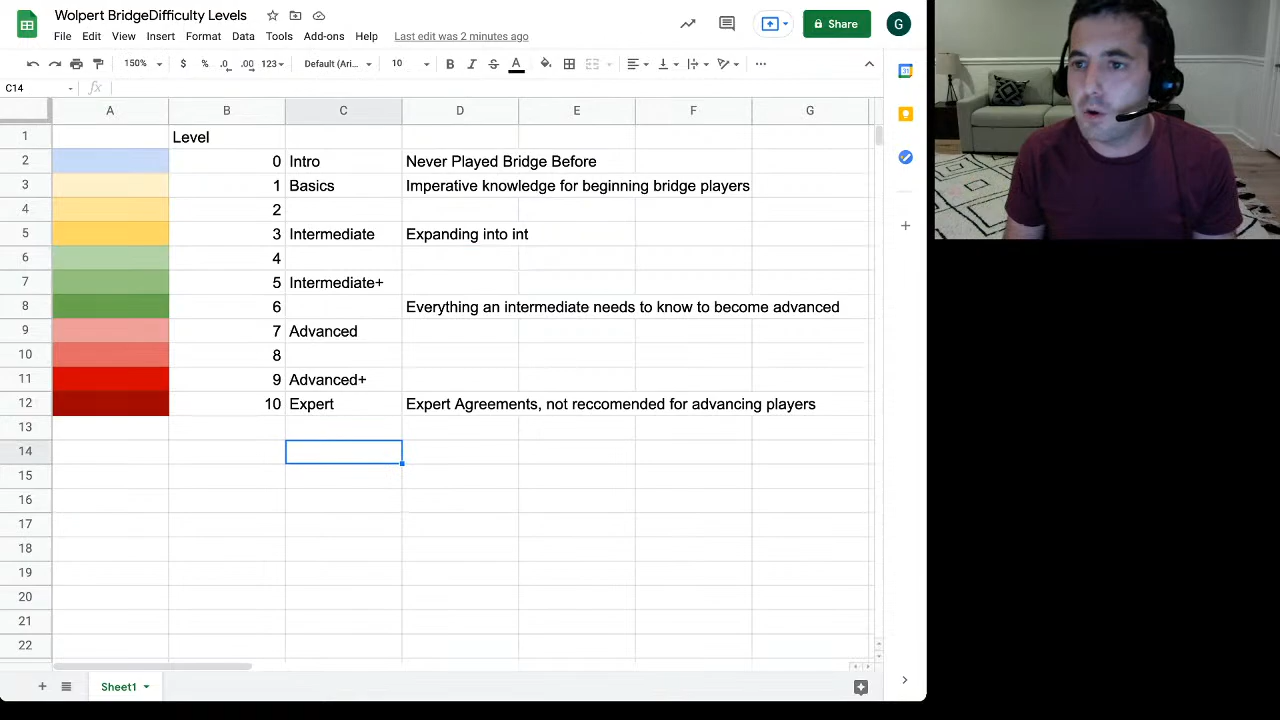 Wolpert BridgeDifficulty Levels
File Edit View Insert Format Data Tools Add-ons Help Last edit was 2 minutes ago
Share
G
150% $ % .0 .00 123 Default (Ari... 10 B I S A
C14 fx
A B C D E F G
1 Level
2 0 Intro Never Played Bridge Before
3 1 Basics Imperative knowledge for beginning bridge players
4 2
5 3 Intermediate Expanding into int
6 4
7 5 Intermediate+
8 6 Everything an intermediate needs to know to become advanced
9 7 Advanced
10 8
11 9 Advanced+
12 10 Expert Expert Agreements, not reccomended for advancing players
13
14
15
16
17
18
19
20
21
22
Sheet1
31